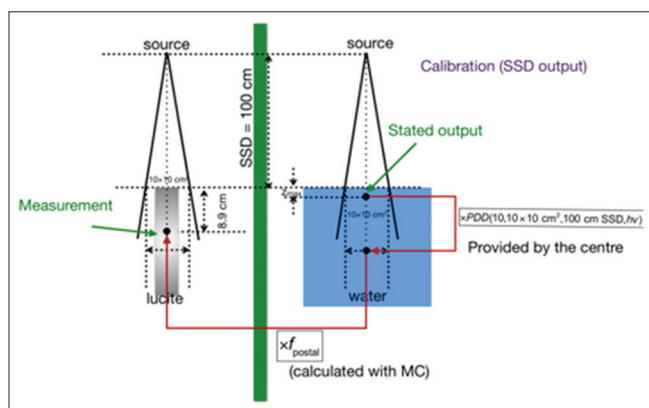 source
source
Calibration (SSD output)
SSD = 100 cm
Stated output
10×10 cm
z_max
Measurement
8.9 cm
10×10 cm²
×PDD(10,10×10 cm²,100 cm SSD,hν)
Provided by the centre
lucite
water
×f_postal
(calculated with MC)